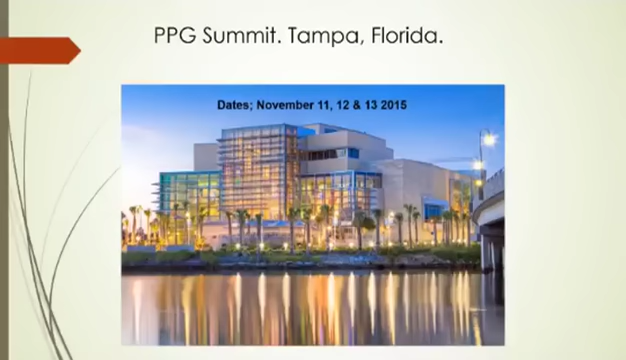 PPG Summit. Tampa, Florida.
Dates; November 11, 12 & 13 2015